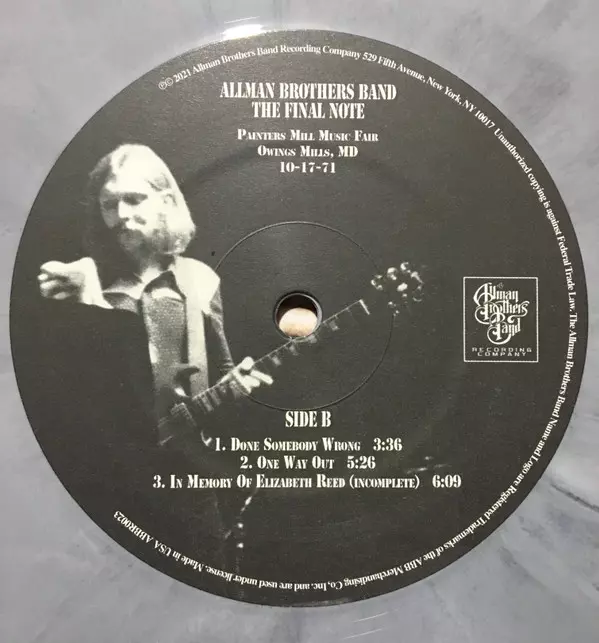 ℗© 2021 Allman Brothers Band Recording Company 529 Fifth Avenue, New York, NY 10017 Unauthorized copying is against Federal Trade Law. The Allman Brothers Band Name and Logo are Registered Trademarks of the ABB Merchandising Co, Inc. and are used under license. Made in USA ABBR0023
ALLMAN BROTHERS BAND
THE FINAL NOTE
PAINTERS MILL MUSIC FAIR
OWINGS MILLS, MD
10-17-71
the
Allman
Brothers
Band
RECORDING
COMPANY
SIDE B
1. DONE SOMEBODY WRONG 3:36
2. ONE WAY OUT 5:26
3. IN MEMORY OF ELIZABETH REED (INCOMPLETE) 6:09